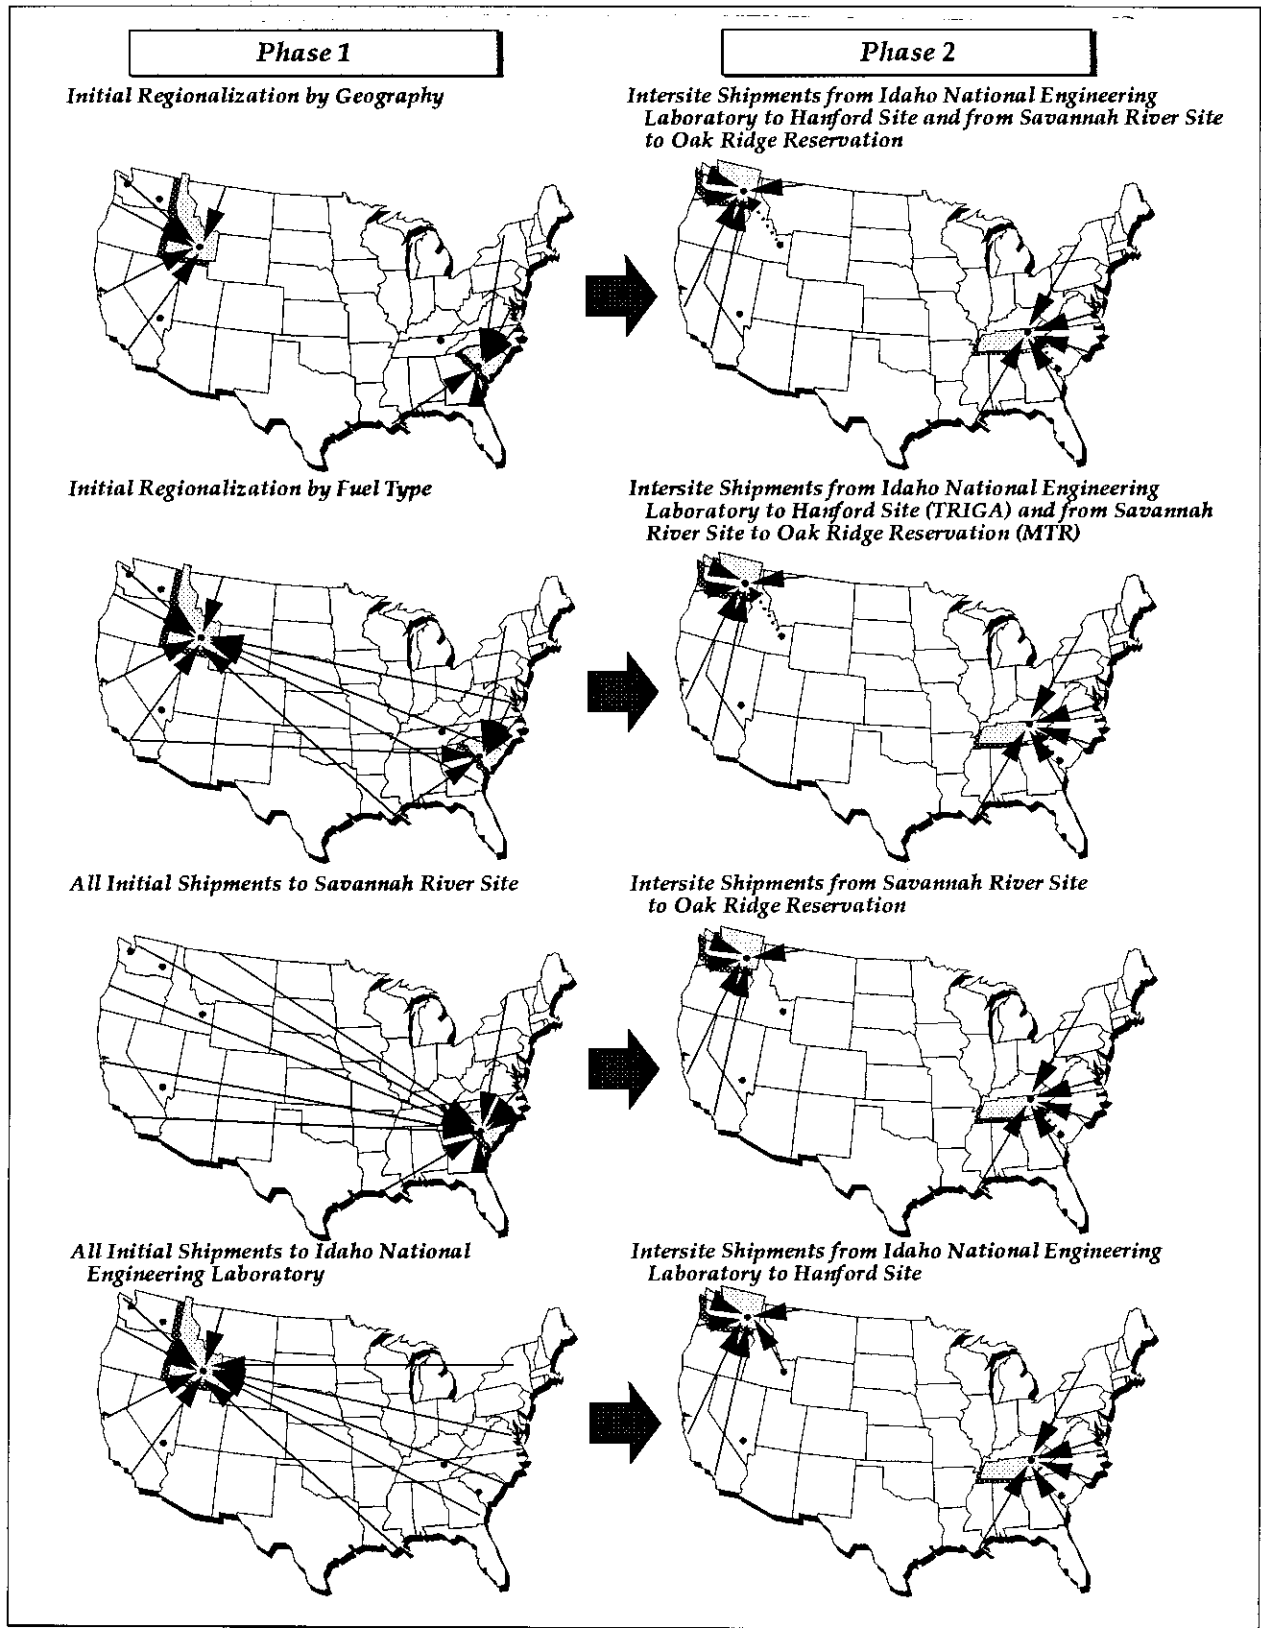 Phase 1
Phase 2
Initial Regionalization by Geography
Intersite Shipments from Idaho National Engineering
Laboratory to Hanford Site and from Savannah River Site
to Oak Ridge Reservation
Initial Regionalization by Fuel Type
Intersite Shipments from Idaho National Engineering
Laboratory to Hanford Site (TRIGA) and from Savannah
River Site to Oak Ridge Reservation (MTR)
All Initial Shipments to Savannah River Site
Intersite Shipments from Savannah River Site
to Oak Ridge Reservation
All Initial Shipments to Idaho National
Engineering Laboratory
Intersite Shipments from Idaho National Engineering
Laboratory to Hanford Site